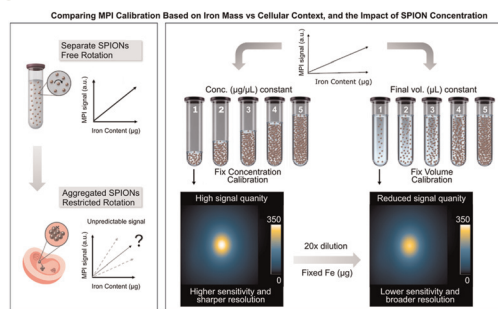 Comparing MPI Calibration Based on Iron Mass vs Cellular Context, and the Impact of SPION Concentration
Separate SPIONs
Free Rotation
MPI signal (a.u.)
Iron Content (µg)
Aggregated SPIONs
Restricted Rotation
Unpredictable signal
?
MPI signal (a.u.)
Iron Content (µg)
MPI signal (a.u.)
Iron Content (µg)
Conc. (µg/µL) constant
1 2 3 4 5
Fix Concentration
Calibration
High signal quanity
350
0
Higher sensitivity and
sharper resolution
20x dilution
Fixed Fe (µg)
Final vol. (µL) constant
1 2 3 4 5
Fix Volume
Calibration
Reduced signal quanity
350
0
Lower sensitivity and
broader resolution